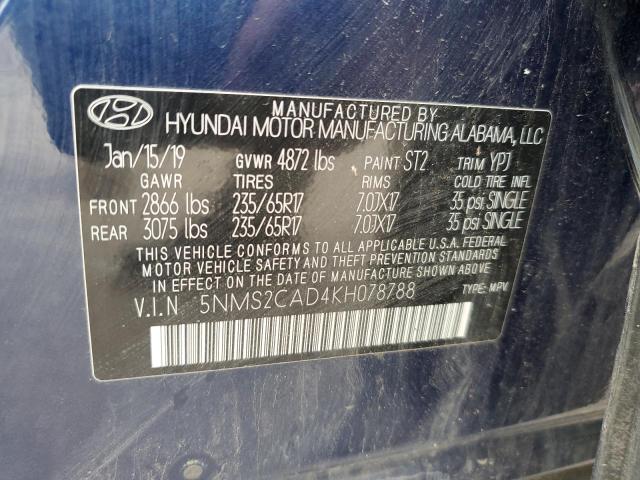 MANUFACTURED BY
HYUNDAI MOTOR MANUFACTURING ALABAMA, LLC
Jan/15/19 GVWR 4872 lbs PAINT ST2 TRIM YPJ
GAWR TIRES RIMS COLD TIRE INFL
FRONT 2866 lbs 235/65R17 7.0JX17 35 psi SINGLE
REAR 3075 lbs 235/65R17 7.0JX17 35 psi SINGLE
THIS VEHICLE CONFORMS TO ALL APPLICABLE U.S.A. FEDERAL
MOTOR VEHICLE SAFETY AND THEFT PREVENTION STANDARDS
IN EFFECT ON THE DATE OF MANUFACTURE SHOWN ABOVE.
V.I.N 5NMS2CAD4KH078788 TYPE: MPV